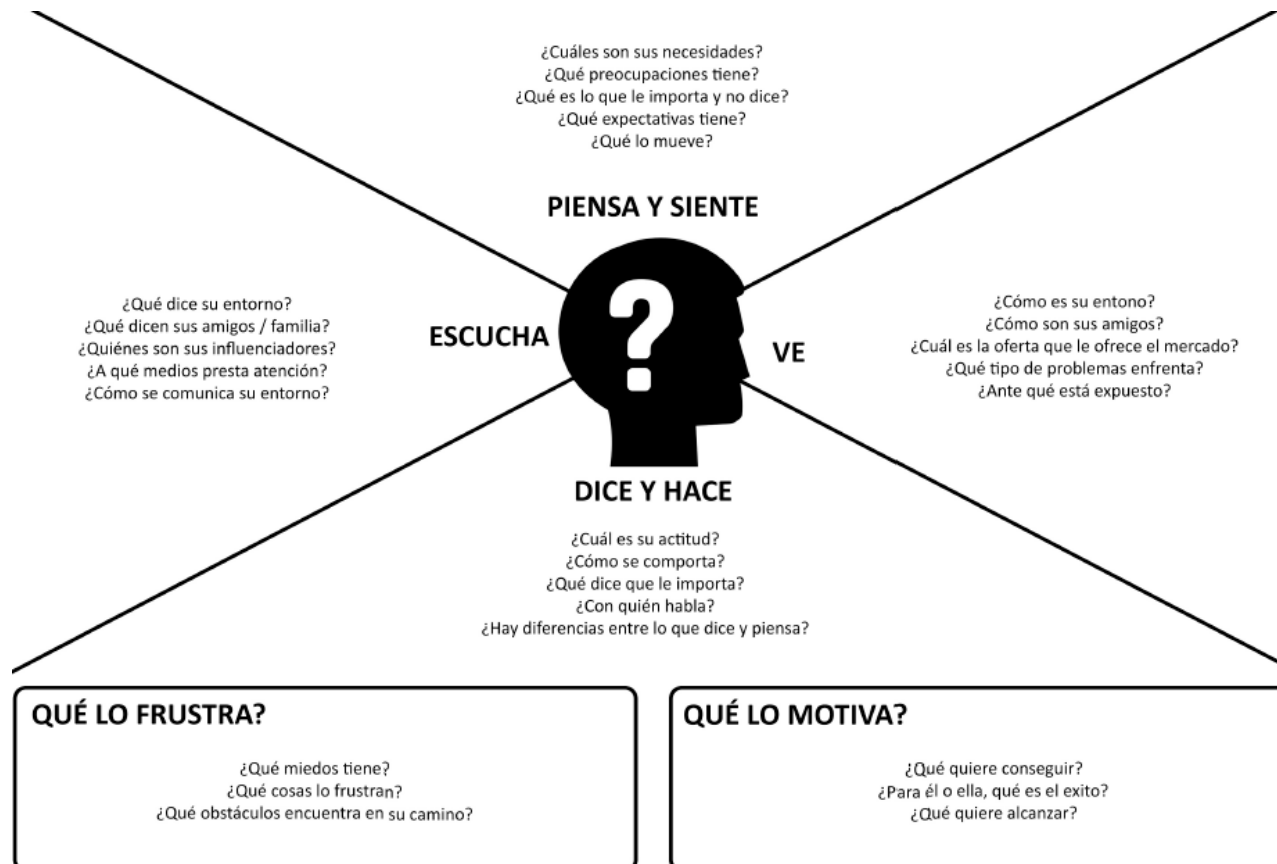 ¿Cuáles son sus necesidades?
¿Qué preocupaciones tiene?
¿Qué es lo que le importa y no dice?
¿Qué expectativas tiene?
¿Qué lo mueve?
PIENSA Y SIENTE
¿Qué dice su entorno?
¿Qué dicen sus amigos / familia?
¿Quiénes son sus influenciadores?
¿A qué medios presta atención?
¿Cómo se comunica su entorno?
ESCUCHA
?
VE
¿Cómo es su entono?
¿Cómo son sus amigos?
¿Cuál es la oferta que le ofrece el mercado?
¿Qué tipo de problemas enfrenta?
¿Ante qué está expuesto?
DICE Y HACE
¿Cuál es su actitud?
¿Cómo se comporta?
¿Qué dice que le importa?
¿Con quién habla?
¿Hay diferencias entre lo que dice y piensa?
QUÉ LO FRUSTRA?
¿Qué miedos tiene?
¿Qué cosas lo frustran?
¿Qué obstáculos encuentra en su camino?
QUÉ LO MOTIVA?
¿Qué quiere conseguir?
¿Para él o ella, qué es el exito?
¿Qué quiere alcanzar?